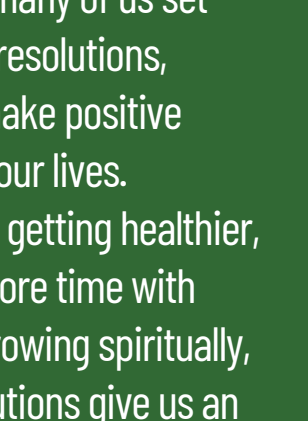 many of us set
resolutions,
ake positive
our lives.
getting healthier,
ore time with
rowing spiritually,
utions give us an